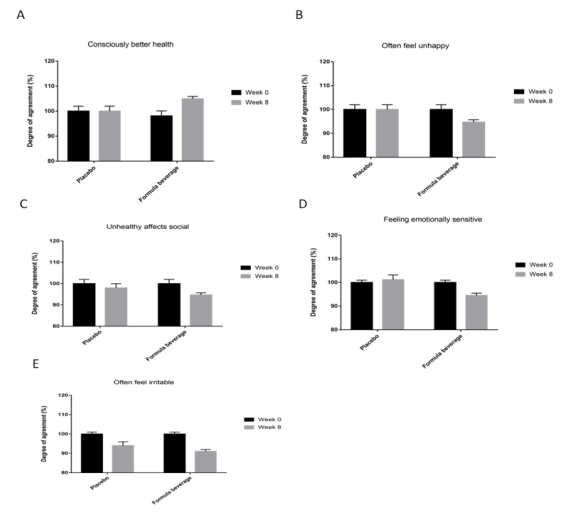 A
Consciously better health
Degree of agreement (%)
120
110
100
90
80
Placebo
Formula beverage
Week 0
Week 8
B
Often feel unhappy
Degree of agreement (%)
120
110
100
90
80
Placebo
Formula beverage
Week 0
Week 8
C
Unhealthy affects social
Degree of agreement (%)
120
110
100
90
80
Placebo
Formula beverage
Week 0
Week 8
D
Feeling emotionally sensitive
Degree of agreement (%)
120
110
100
90
80
Placebo
Formula beverage
Week 0
Week 8
E
Often feel irritable
Degree of agreement (%)
120
110
100
90
80
Placebo
Formula beverage
Week 0
Week 8